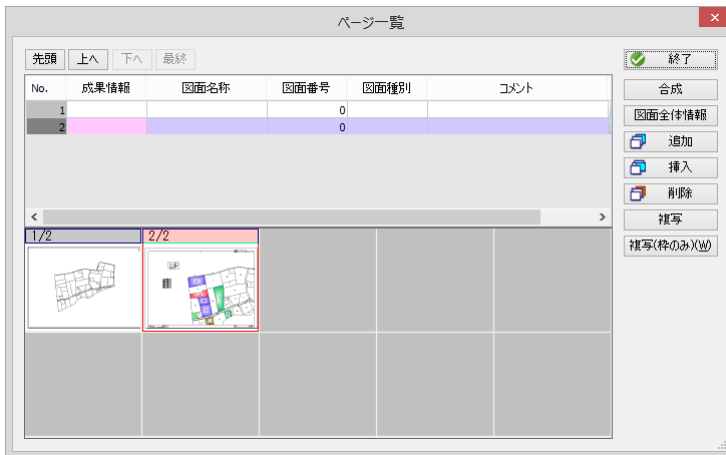 ページ一覧
先頭 上へ 下へ 最終
終了
No. 成果情報 図面名称 図面番号 図面種別 コメント
1 0
2 0
合成
図面全体情報
追加
挿入
削除
複写
複写(枠のみ)(W)
1/2 2/2